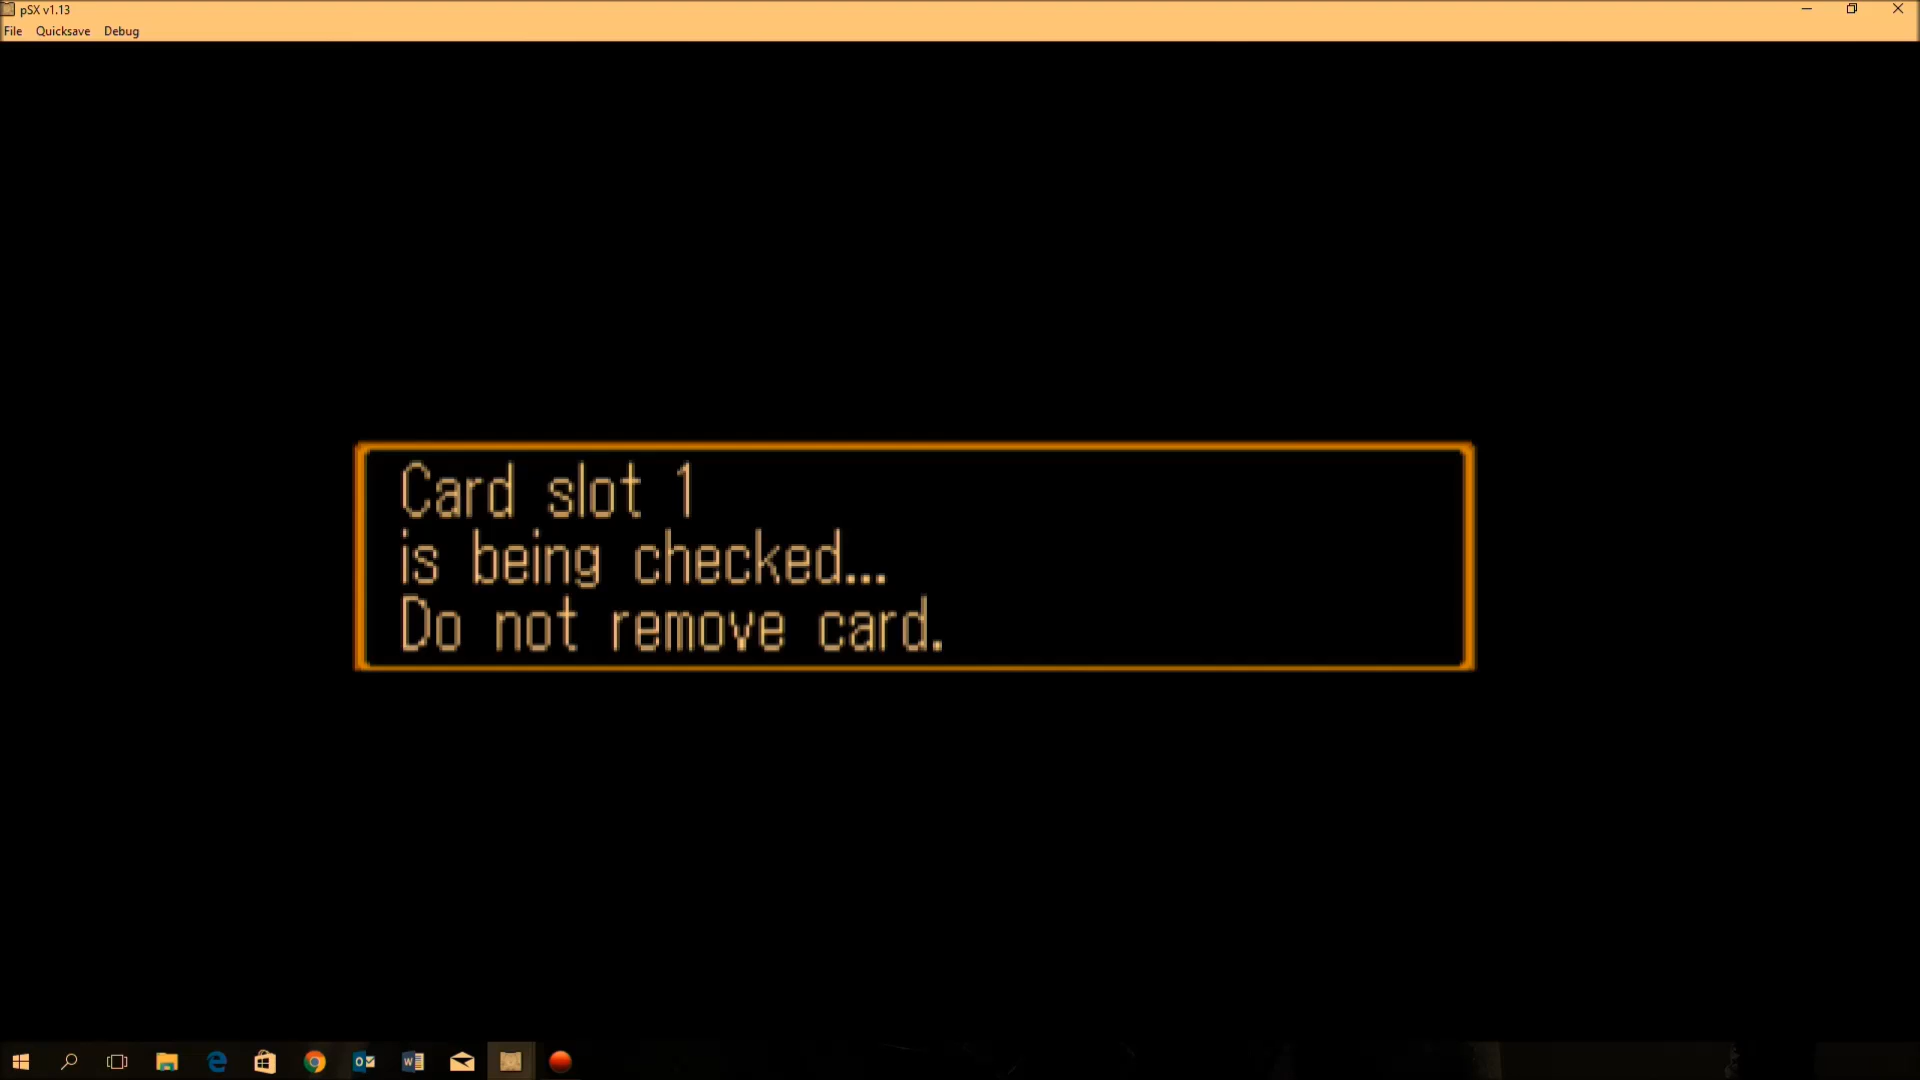 pSX v1.13
File Quicksave Debug
Card slot 1
is being checked...
Do not remove card.